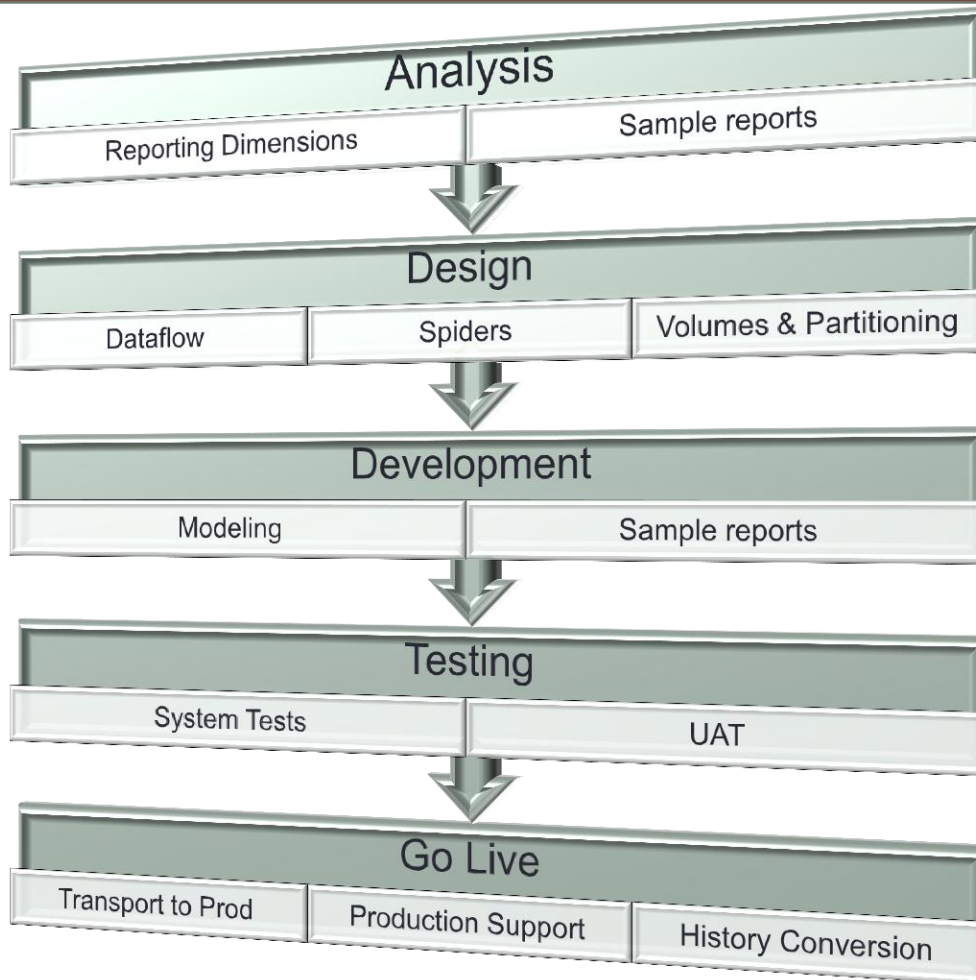 Analysis
Reporting Dimensions
Sample reports
Design
Dataflow
Spiders
Volumes & Partitioning
Development
Modeling
Sample reports
Testing
System Tests
UAT
Go Live
Transport to Prod
Production Support
History Conversion